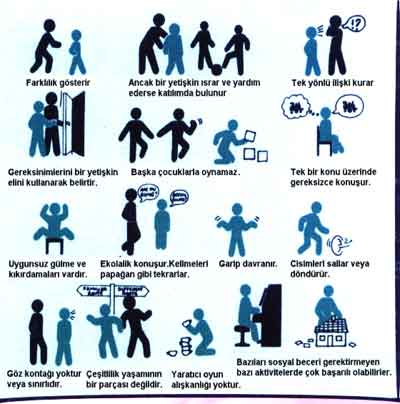 !?
Farklılık gösterir
Ancak bir yetişkin ısrar ve yardım
ederse katılımda bulunur
Tek yönlü ilişki kurar
Gereksinimlerini bir yetişkin
elini kullanarak belirtir.
Başka çocuklarla oynamaz.
Tek bir konu üzerinde
gereksizce konuşur.
Uygunsuz gülme ve
kıkırdamaları vardır.
Ekolalik konuşur.Kelimeleri
papağan gibi tekrarlar.
Garip davranır.
Cisimleri sallar veya
döndürür.
Göz kontağı yoktur
veya sınırlıdır.
Çeşitlilik yaşamının
bir parçası değildir.
Yaratıcı oyun
alışkanlığı yoktur.
Bazıları sosyal beceri gerektirmeyen
bazı aktivitelerde çok başarılı olabilirler.